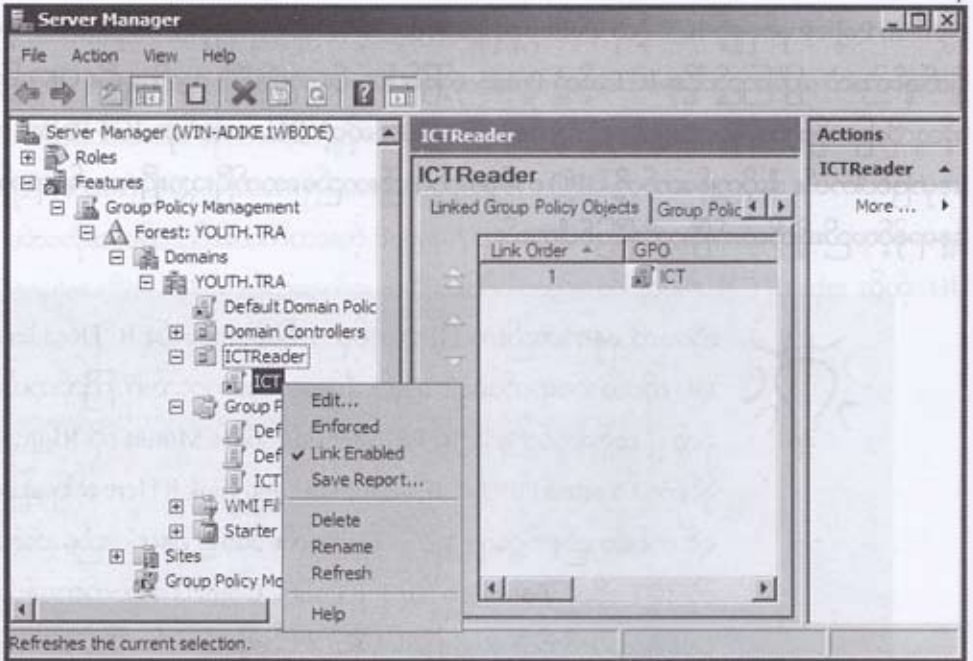 Server Manager
File Action View Help
Server Manager (WIN-ADIKE1WB0DE)
Roles
Features
Group Policy Management
Forest: YOUTH.TRA
Domains
YOUTH.TRA
Default Domain Polic
Domain Controllers
ICTReader
ICT
Group P
Def
Def
ICT
WMI Fil
Starter
Sites
Group Policy Mo
Edit...
Enforced
Link Enabled
Save Report...
Delete
Rename
Refresh
Help
ICTReader
ICTReader
Linked Group Policy Objects Group Polic
Link Order GPO
1 ICT
Actions
ICTReader
More ...
Refreshes the current selection.